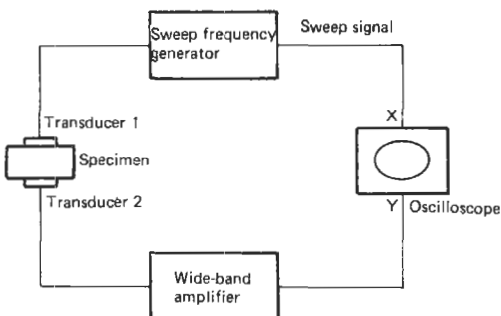 Sweep frequency
generator
Sweep signal
Transducer 1
X
Specimen
Transducer 2
Y
Oscilloscope
Wide-band
amplifier